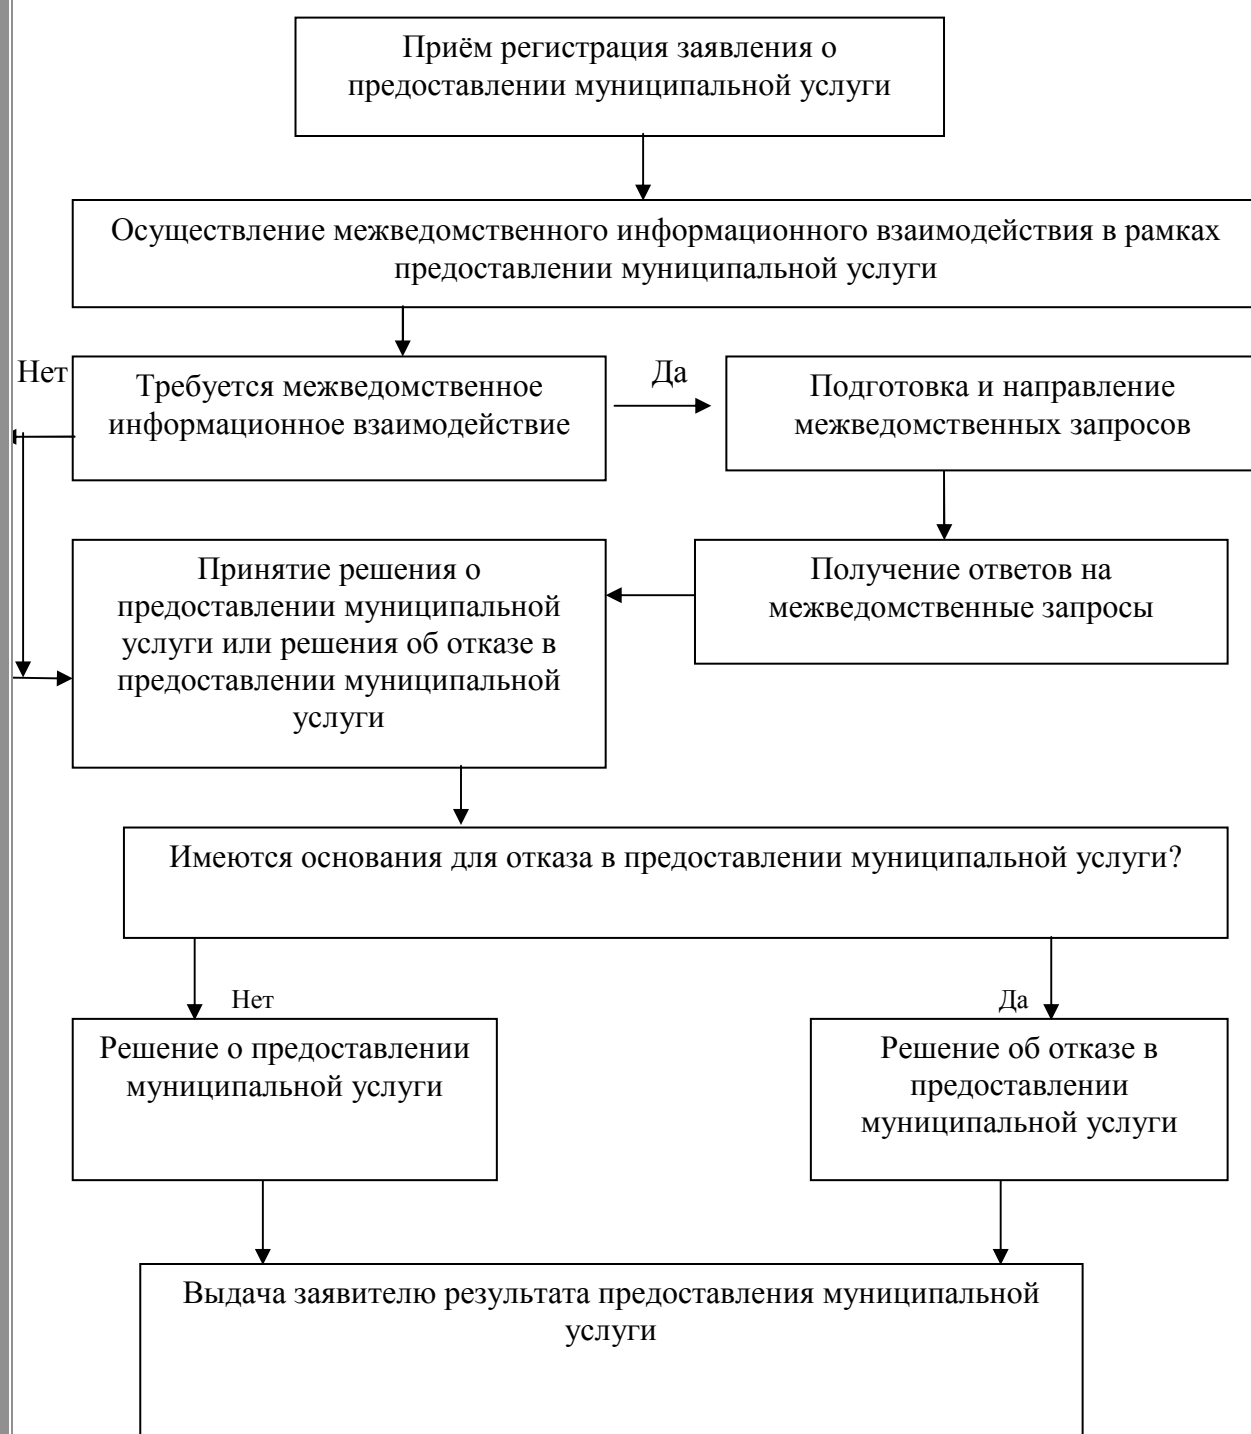 Приём регистрация заявления о
предоставлении муниципальной услуги
Осуществление межведомственного информационного взаимодействия в рамках
предоставлении муниципальной услуги
Нет
Требуется межведомственное
информационное взаимодействие
Да
Подготовка и направление
межведомственных запросов
Принятие решения о
предоставлении муниципальной
услуги или решения об отказе в
предоставлении муниципальной
услуги
Получение ответов на
межведомственные запросы
Имеются основания для отказа в предоставлении муниципальной услуги?
Нет
Да
Решение о предоставлении
муниципальной услуги
Решение об отказе в
предоставлении
муниципальной услуги
Выдача заявителю результата предоставления муниципальной
услуги